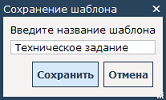 Сохранение шаблона
Введите название шаблона
Техническое задание
Сохранить Отмена